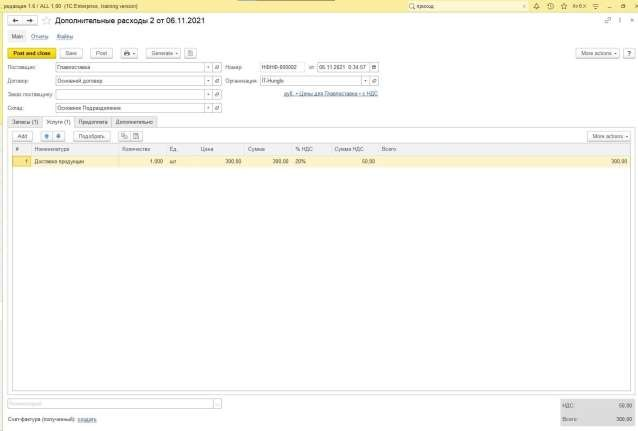 редакция 1.6 / ALL 1.60 (1C:Enterprise, training version)
приход
Дополнительные расходы 2 от 06.11.2021
Main Отчеты Файлы
Post and close Save Post Generate More actions ?
Поставщик: Главпоставка Номер: НФНФ-000002 от: 06.11.2021 0:34:57
Договор: Основной договор Организация: IT-Hungle
Заказ поставщику: руб. • Цены для Главпоставка • с НДС
Склад: Основное Подразделение
Запасы (1) Услуги (1) Предоплата Дополнительно
Add Подобрать More actions
# Номенклатура Количество Ед. Цена Сумма % НДС Сумма НДС Всего
1 Доставка продукции 1.000 шт 300.00 300.00 20% 50.00 300.00
Комментарий
НДС: 50.00
Счет-фактура (полученный): создать
Всего: 300.00